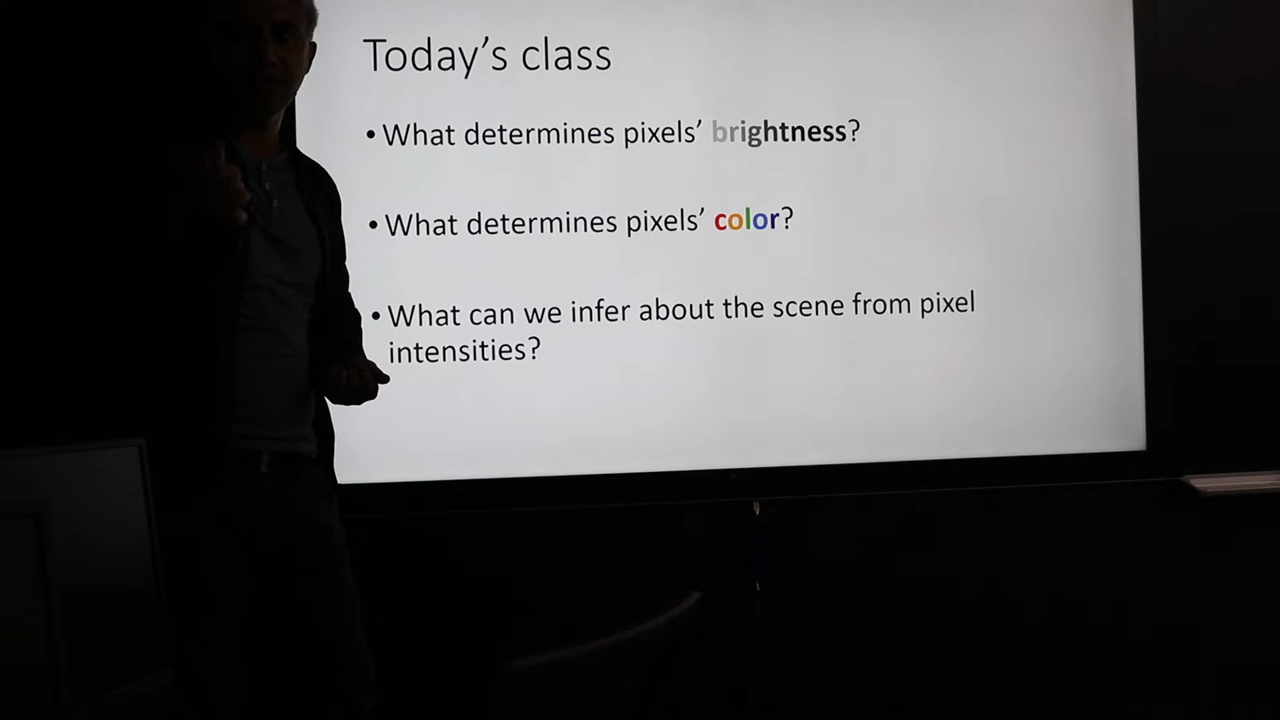 Today’s class
• What determines pixels’ brightness?
• What determines pixels’ color?
• What can we infer about the scene from pixel
intensities?